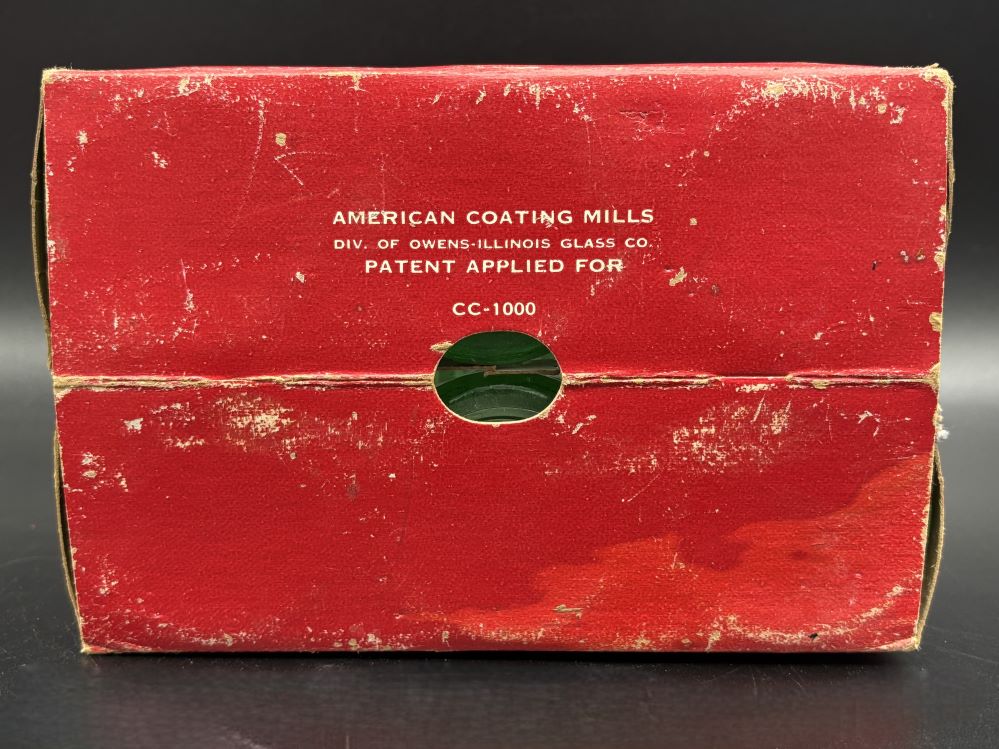 AMERICAN COATING MILLS
DIV. OF OWENS-ILLINOIS GLASS CO.
PATENT APPLIED FOR
CC-1000